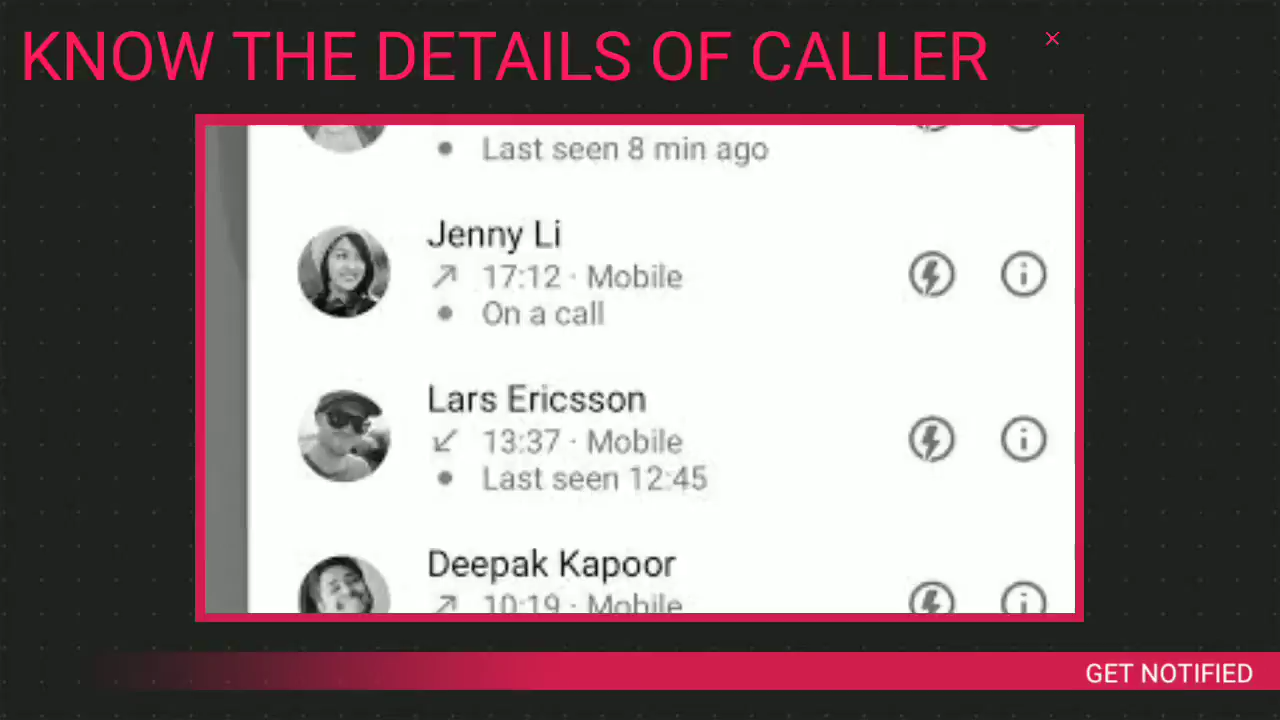 KNOW THE DETAILS OF CALLER
Last seen 8 min ago
Jenny Li
17:12 · Mobile
On a call
Lars Ericsson
13:37 · Mobile
Last seen 12:45
Deepak Kapoor
10:19 · Mobile
GET NOTIFIED